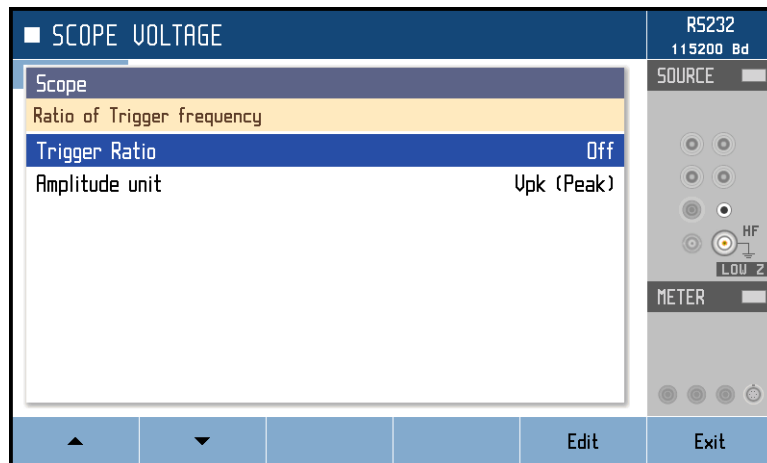 SCOPE VOLTAGE
RS232
115200 Bd
Scope
Ratio of Trigger frequency
Trigger Ratio Off
Amplitude unit Vpk (Peak)
SOURCE
HF
LOW Z
METER
Edit
Exit